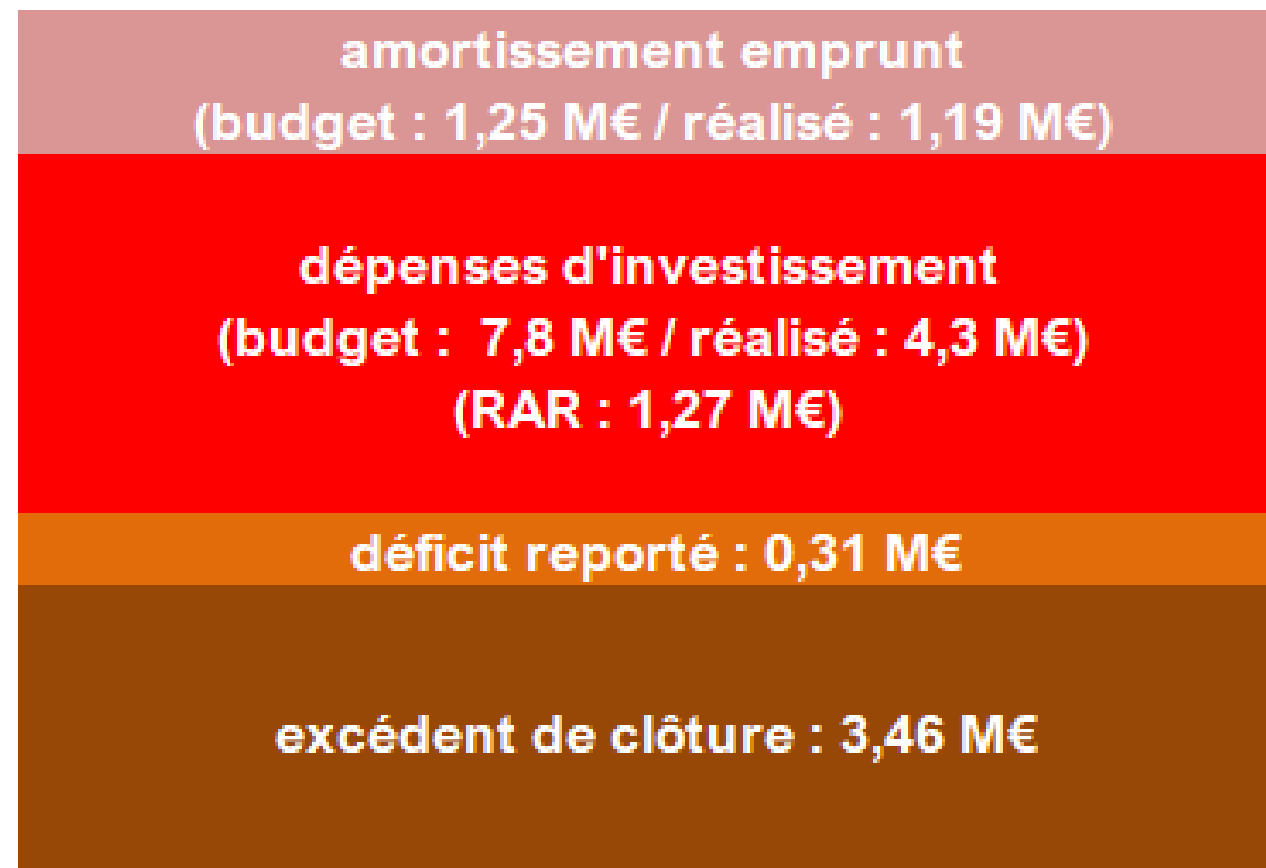 amortissement emprunt
(budget : 1,25 M€ / réalisé : 1,19 M€)
dépenses d'investissement
(budget :  7,8 M€ / réalisé : 4,3 M€)
(RAR : 1,27 M€)
déficit reporté : 0,31 M€
excédent de clôture : 3,46 M€